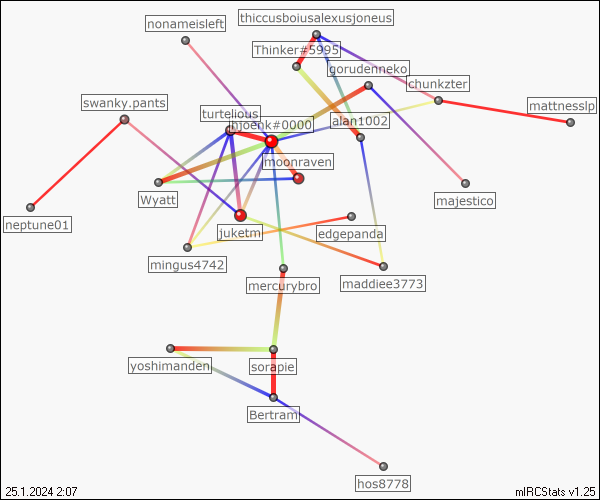 thiccusboiusalexusjoneus
nonameisleft
Thinker#5995
gorudenneko
chunkzter
swanky.pants
mattnesslp
turtelious
bjoenk#0000
alan1002
moonraven
Wyatt
majestico
neptune01
juketm
edgepanda
mingus4742
mercurybro
maddiee3773
yoshimanden
sorapie
Bertram
hos8778
25.1.2024 2:07
mIRCStats v1.25